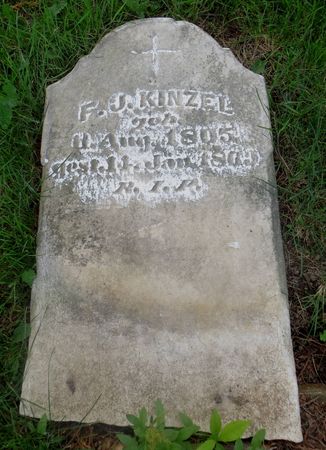 F. J. KINZEL
geb.
11. Aug. 1805.
gest. 14. Jan. 1869
R. I. P.